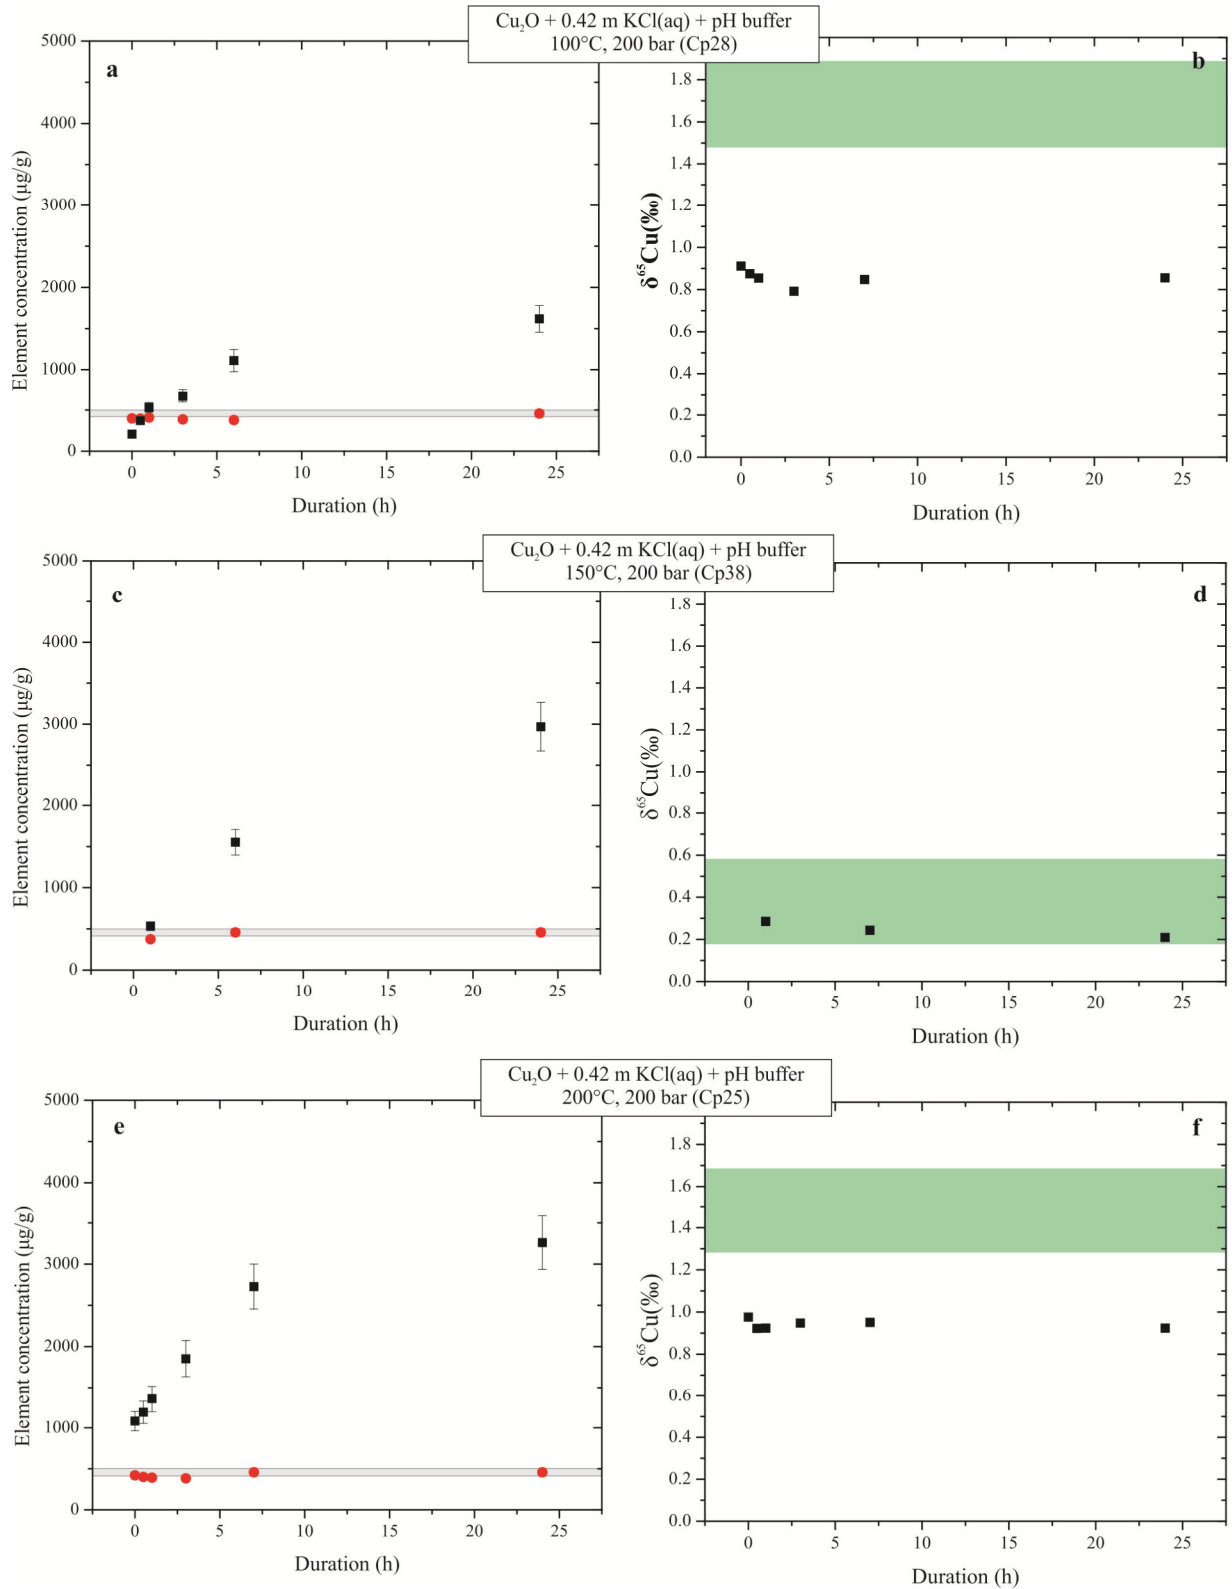 Cu₂O + 0.42 m KCl(aq) + pH buffer
100°C, 200 bar (Cp28)
a
Element concentration (µg/g)
5000
4000
3000
2000
1000
0
0 5 10 15 20 25
Duration (h)
b
δ⁶⁵Cu(‰)
1.8
1.6
1.4
1.2
1.0
0.8
0.6
0.4
0.2
0.0
0 5 10 15 20 25
Duration (h)
Cu₂O + 0.42 m KCl(aq) + pH buffer
150°C, 200 bar (Cp38)
c
Element concentration (µg/g)
5000
4000
3000
2000
1000
0
0 5 10 15 20 25
Duration (h)
d
δ⁶⁵Cu(‰)
1.8
1.6
1.4
1.2
1.0
0.8
0.6
0.4
0.2
0.0
0 5 10 15 20 25
Duration (h)
Cu₂O + 0.42 m KCl(aq) + pH buffer
200°C, 200 bar (Cp25)
e
Element concentration (µg/g)
5000
4000
3000
2000
1000
0
0 5 10 15 20 25
Duration (h)
f
δ⁶⁵Cu(‰)
1.8
1.6
1.4
1.2
1.0
0.8
0.6
0.4
0.2
0.0
0 5 10 15 20 25
Duration (h)